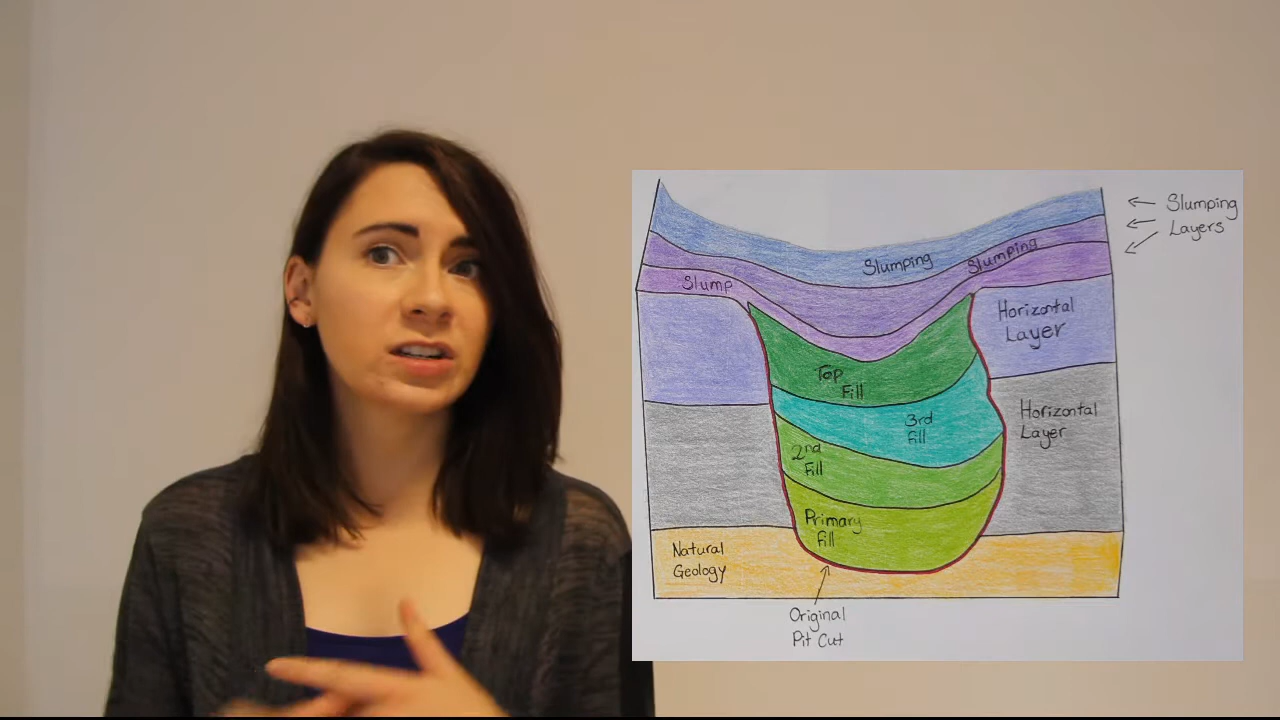 Slumping
Layers
Slumping
Slumping
Slump
Horizontal
Layer
Top
Fill
3rd
fill
Horizontal
Layer
2nd
Fill
Primary
fill
Natural
Geology
Original
Pit Cut